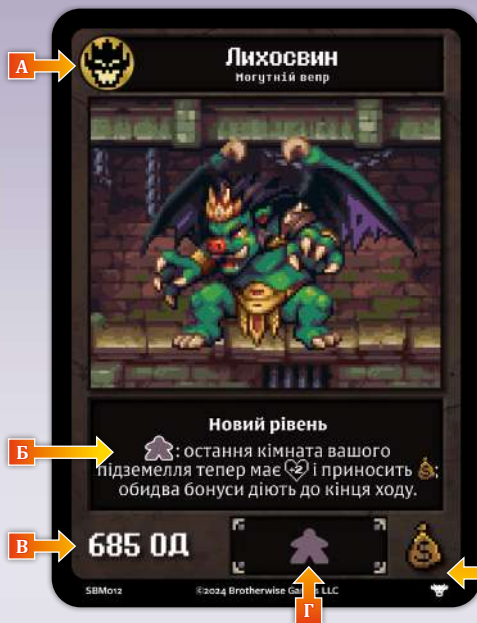 А
Лихосвин
Могутній вепр
Новий рівень
Б
: остання кімната вашого
підземелля тепер має 2 і приносить $;
обидва бонуси діють до кінця ходу.
В
685 ОД
$
SBM012
©2024 Brotherwise Games LLC
Г